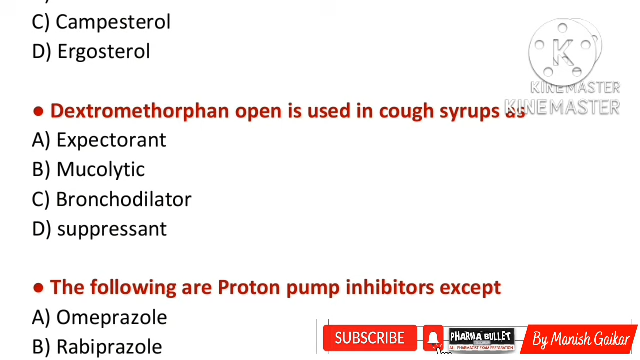 C) Campesterol
D) Ergosterol
● Dextromethorphan open is used in cough syrups as
A) Expectorant
B) Mucolytic
C) Bronchodilator
D) suppressant
● The following are Proton pump inhibitors except
A) Omeprazole
B) Rabiprazole
K
KINEMASTER
KINEMASTER
SUBSCRIBE
PHARMA BULLET
By Manish Gaikar